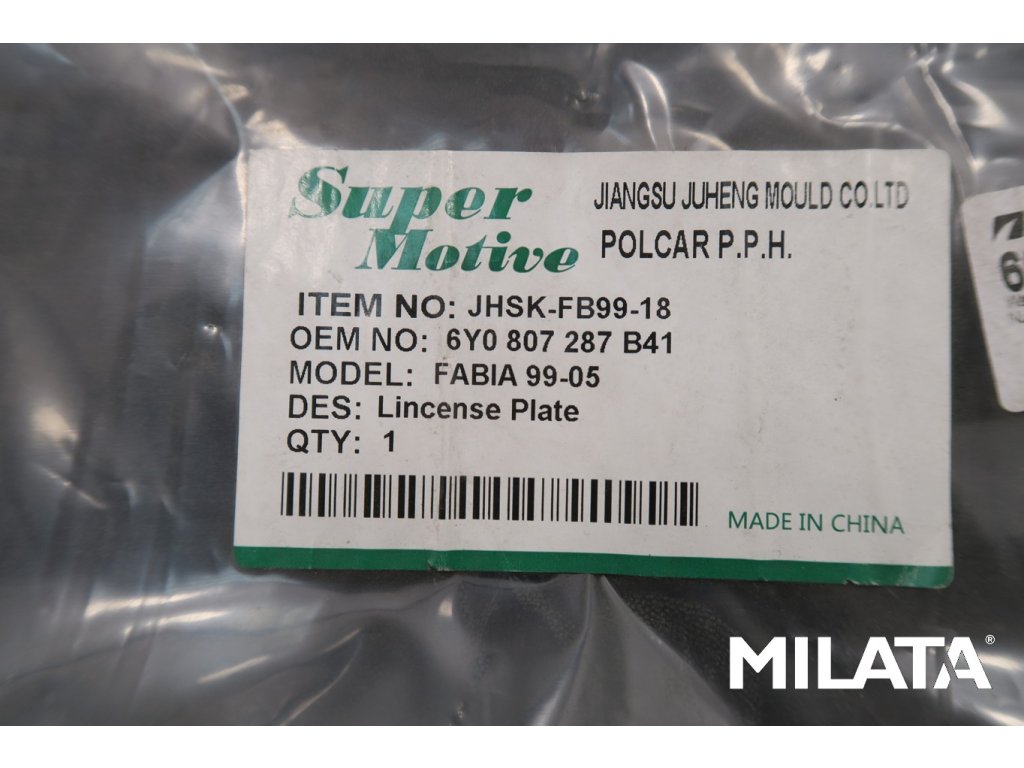 Super
Motive
JIANGSU JUHENG MOULD CO.LTD
POLCAR P.P.H.
ITEM NO: JHSK-FB99-18
OEM NO: 6Y0 807 287 B41
MODEL: FABIA 99-05
DES: Lincense Plate
QTY: 1
MADE IN CHINA
MILATA®